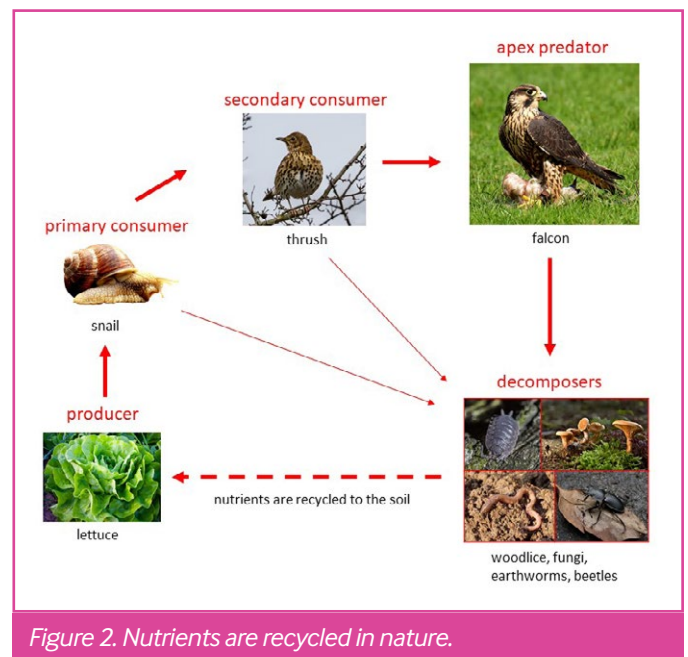 apex predator
secondary consumer
thrush
falcon
primary consumer
snail
decomposers
producer
nutrients are recycled to the soil
lettuce
woodlice, fungi,
earthworms, beetles
Figure 2. Nutrients are recycled in nature.